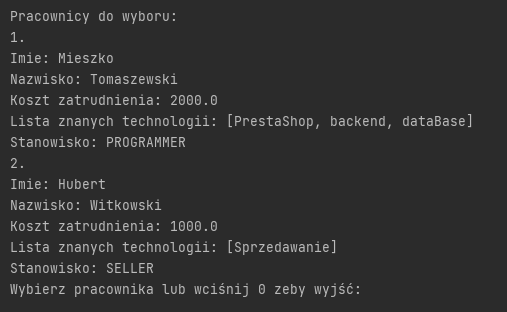 Pracownicy do wyboru:
1.
Imie: Mieszko
Nazwisko: Tomaszewski
Koszt zatrudnienia: 2000.0
Lista znanych technologii: [PrestaShop, backend, dataBase]
Stanowisko: PROGRAMMER
2.
Imie: Hubert
Nazwisko: Witkowski
Koszt zatrudnienia: 1000.0
Lista znanych technologii: [Sprzedawanie]
Stanowisko: SELLER
Wybierz pracownika lub wciśnij 0 zeby wyjść: